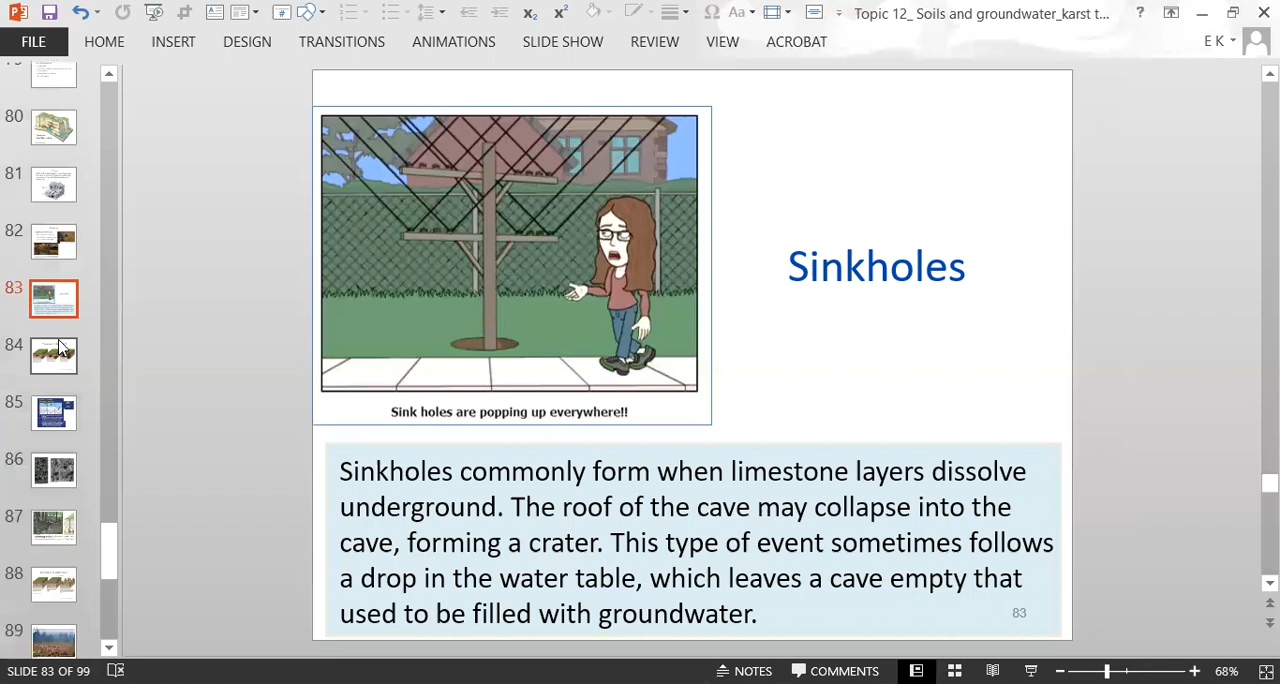 Topic 12_ Soils and groundwater_karst t...
FILE
HOME
INSERT
DESIGN
TRANSITIONS
ANIMATIONS
SLIDE SHOW
REVIEW
VIEW
ACROBAT
E K
80
81
82
83
84
85
86
87
88
89
Sink holes are popping up everywhere!!
Sinkholes
Sinkholes commonly form when limestone layers dissolve
underground. The roof of the cave may collapse into the
cave, forming a crater. This type of event sometimes follows
a drop in the water table, which leaves a cave empty that
used to be filled with groundwater.
83
SLIDE 83 OF 99
NOTES
COMMENTS
68%